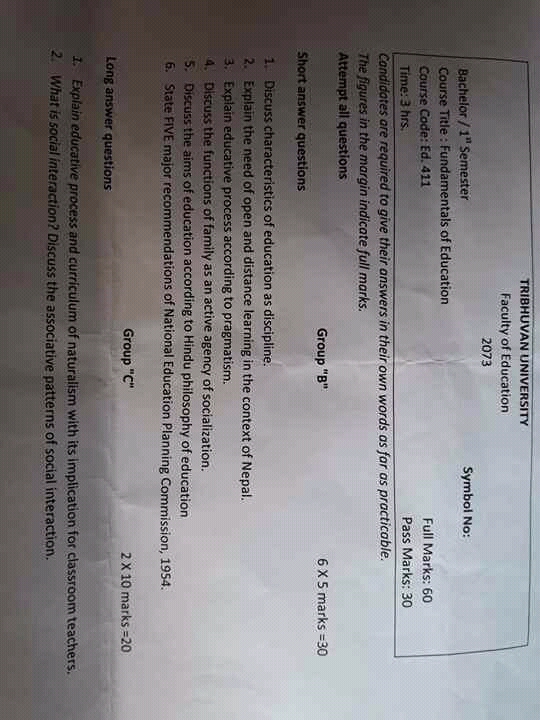 TRIBHUVAN UNIVERSITY
Faculty of Education
2073
Bachelor / 1st Semester Symbol No:
Course Title : Fundamentals of Education
Course Code: Ed. 411 Full Marks: 60
Time: 3 hrs. Pass Marks: 30
Candidates are required to give their answers in their own words as far as practicable.
The figures in the margin indicate full marks.
Attempt all questions
Group "B"
Short answer questions 6 X 5 marks =30
1. Discuss characteristics of education as discipline.
2. Explain the need of open and distance learning in the context of Nepal.
3. Explain educative process according to pragmatism.
4. Discuss the functions of family as an active agency of socialization.
5. Discuss the aims of education according to Hindu philosophy of education
6. State FIVE major recommendations of National Education Planning Commission, 1954.
Group "C"
Long answer questions 2 X 10 marks =20
1. Explain educative process and curriculum of naturalism with its implication for classroom teachers.
2. What is social interaction? Discuss the associative patterns of social interaction.